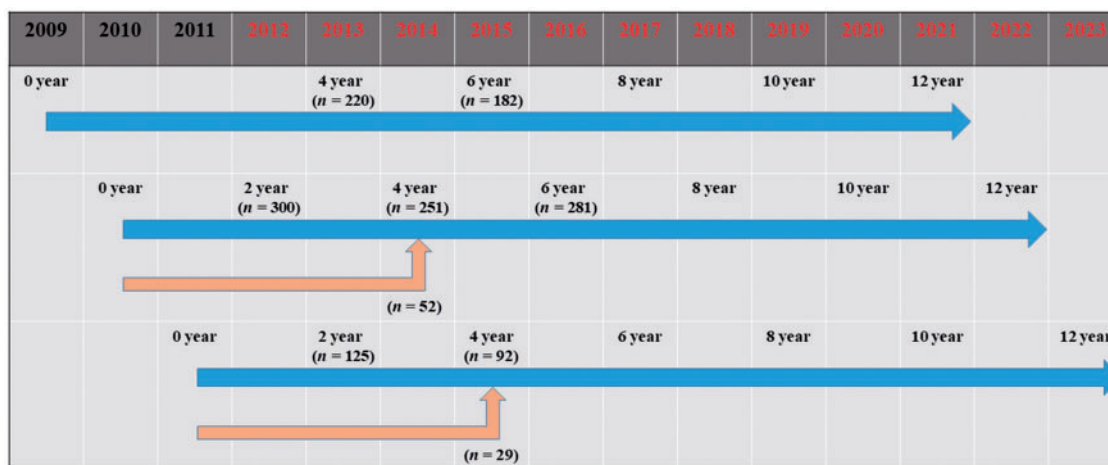 2009 2010 2011 2012 2013 2014 2015 2016 2017 2018 2019 2020 2021 2022 2023
0 year 4 year 6 year 8 year 10 year 12 year
(n = 220) (n = 182)
0 year 2 year 4 year 6 year 8 year 10 year 12 year
(n = 300) (n = 251) (n = 281)
(n = 52)
0 year 2 year 4 year 6 year 8 year 10 year 12 year
(n = 125) (n = 92)
(n = 29)